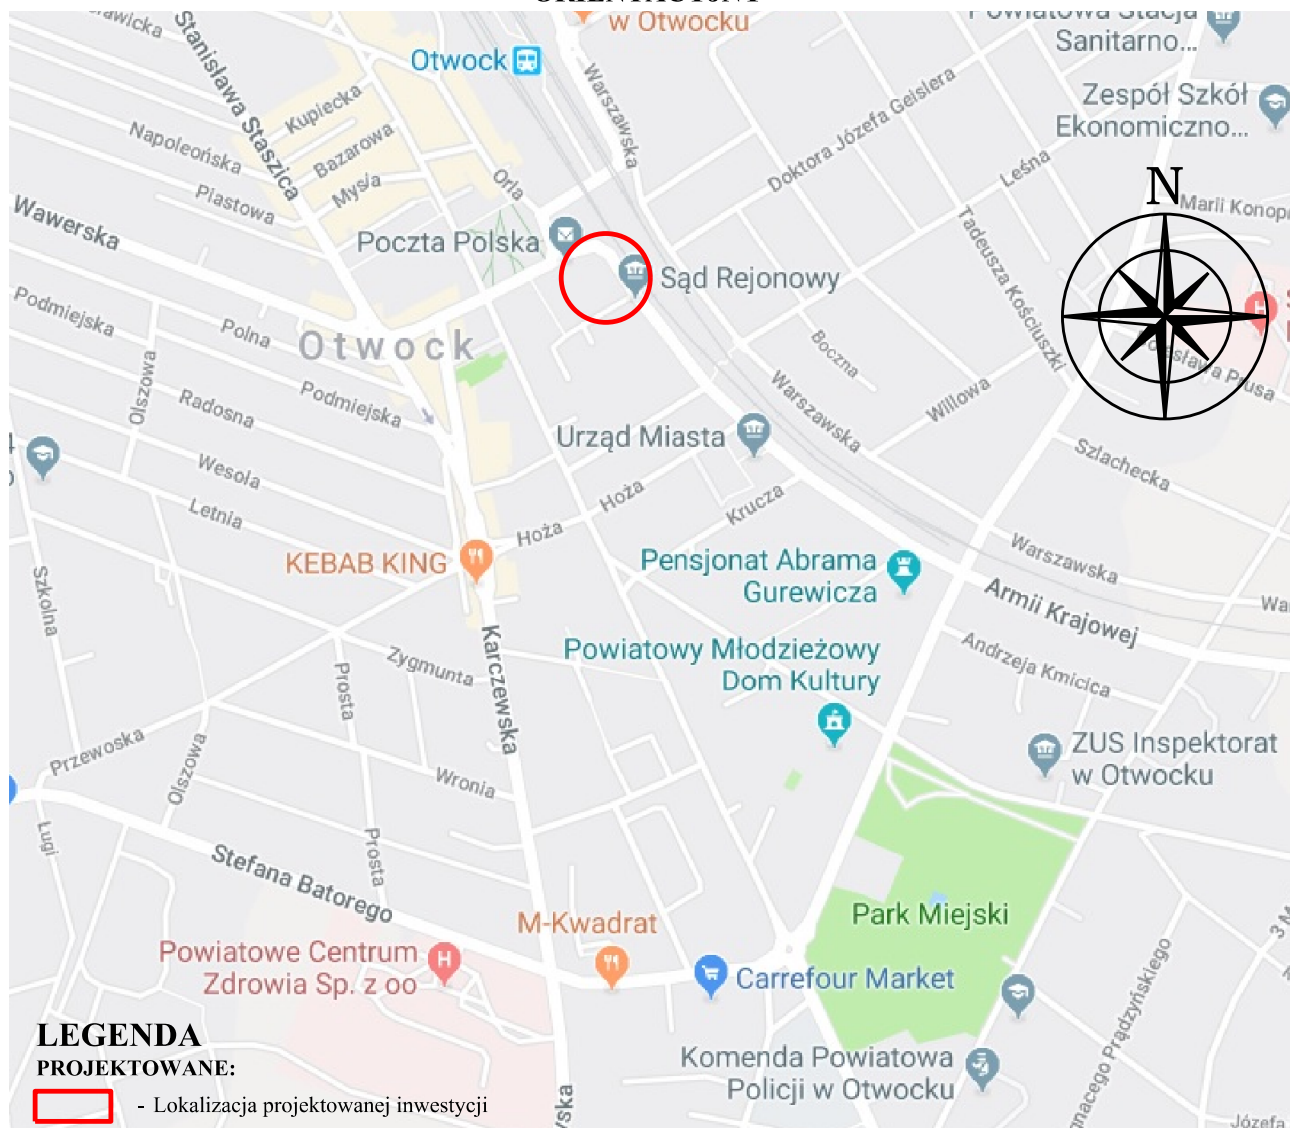 w Otwocku
Sanitarno...
Otwock
Zespół Szkół
Ekonomiczno...
Stanisława Staszica
Kupiecka
Bazarowa
Mysia
Napoleońska
Piastowa
Orla
Warszawska
Doktora Józefa Geislera
Leśna
Tadeusza Kościuszki
N
Wawerska
Poczta Polska
Sąd Rejonowy
Podmiejska
Polna
Otwock
Olszowa
Radosna
Podmiejska
Boczna
Willowa
Warszawska
Urząd Miasta
Szlachecka
Wesoła
Letnia
Hoża
Hoża
Krucza
KEBAB KING
Pensjonat Abrama
Gurewicza
Warszawska
Armii Krajowej
Szkolna
Karczewska
Zygmunta
Prosta
Powiatowy Młodzieżowy
Dom Kultury
Andrzeja Kmicica
Przewoska
Olszowa
Wronia
ZUS Inspektorat
w Otwocku
Ługi
Prosta
Stefana Batorego
Park Miejski
M-Kwadrat
Powiatowe Centrum
Zdrowia Sp. z oo
Carrefour Market
3 M
Komenda Powiatowa
Policji w Otwocku
Józefa
LEGENDA
PROJEKTOWANE:
- Lokalizacja projektowanej inwestycji